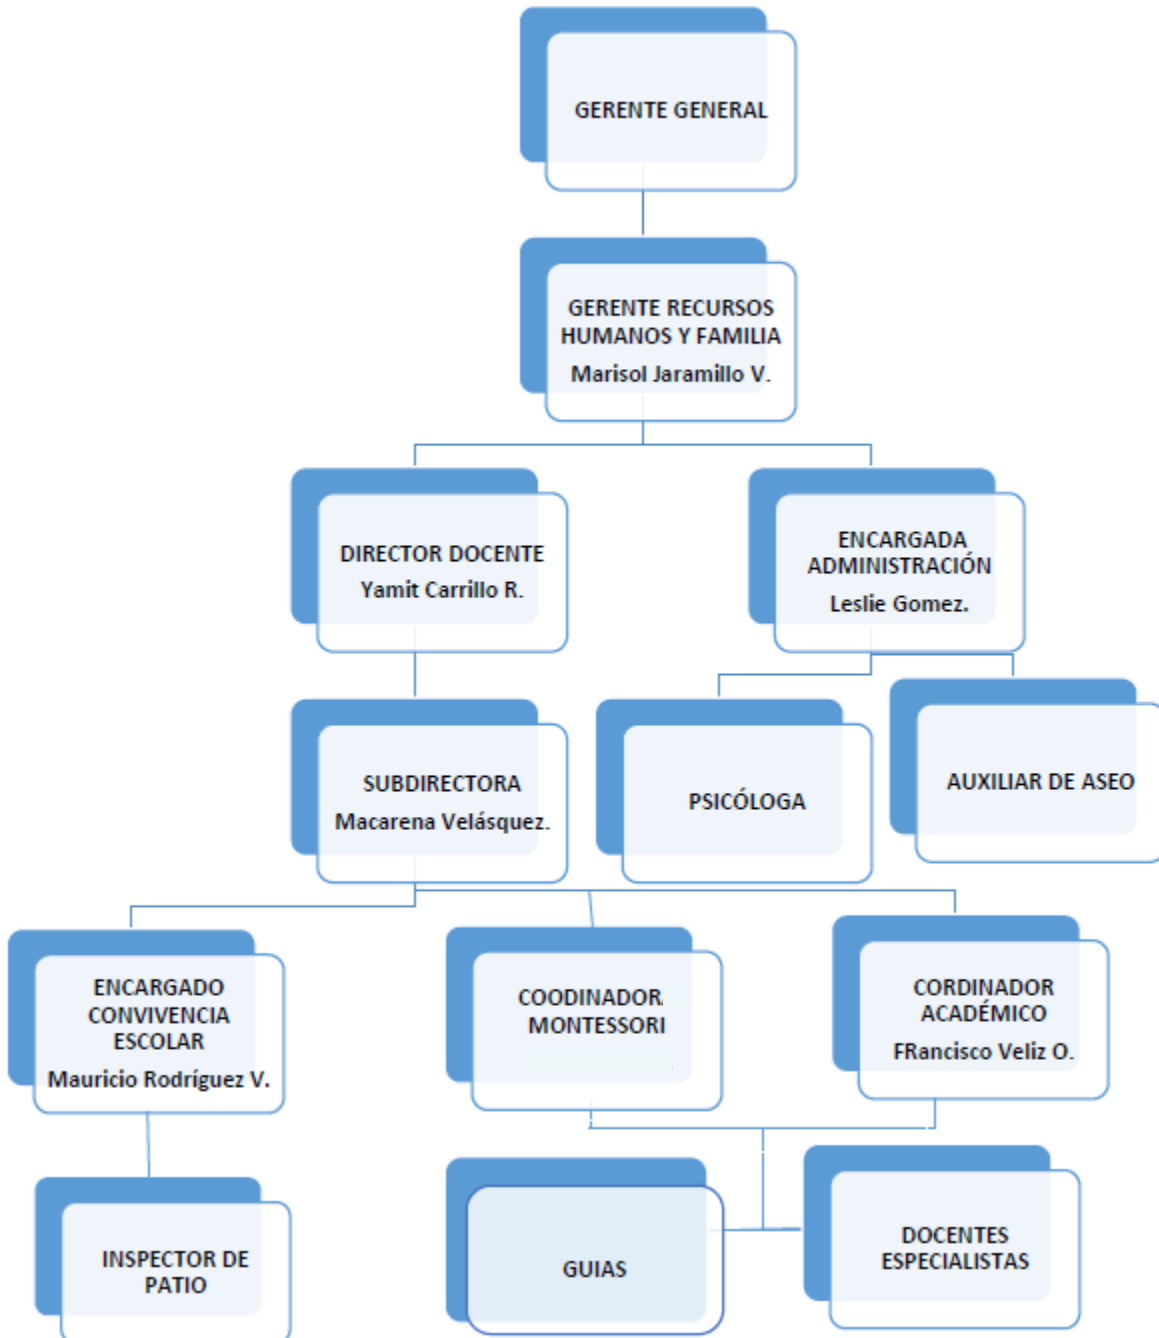 GERENTE GENERAL
GERENTE RECURSOS
HUMANOS Y FAMILIA
Marisol Jaramillo V.
DIRECTOR DOCENTE
Yamit Carrillo R.
ENCARGADA
ADMINISTRACIÓN
Leslie Gomez.
SUBDIRECTORA
Macarena Velásquez.
PSICÓLOGA
AUXILIAR DE ASEO
ENCARGADO
CONVIVENCIA
ESCOLAR
Mauricio Rodríguez V.
COODINADOR
MONTESSORI
CORDINADOR
ACADÉMICO
FRancisco Veliz O.
INSPECTOR DE
PATIO
GUIAS
DOCENTES
ESPECIALISTAS